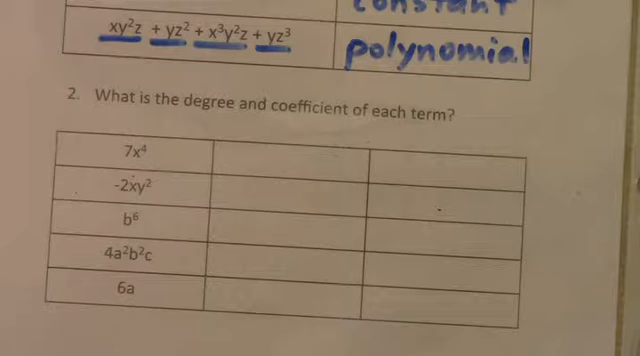 constant
xy²z + yz² + x³y²z + yz³
polynomial
2. What is the degree and coefficient of each term?
7x⁴
-2xy²
b⁶
4a²b²c
6a